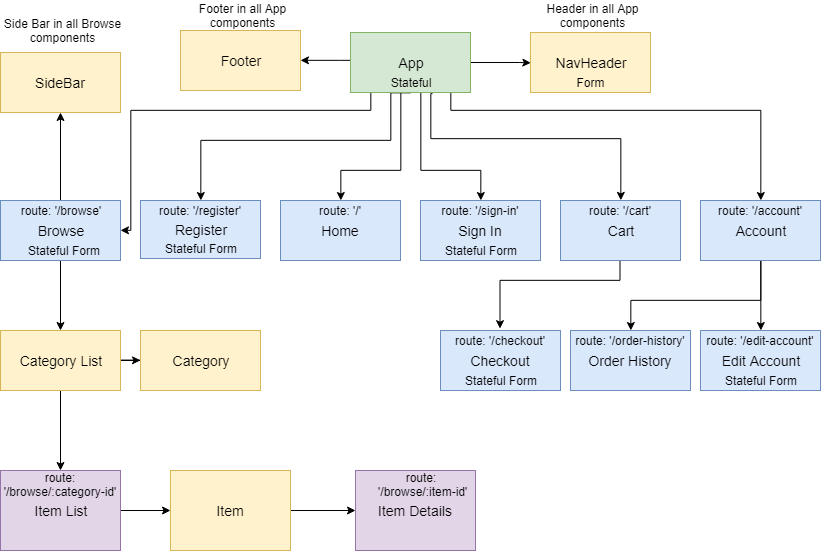 Side Bar in all Browse
components
Footer in all App
components
Header in all App
components
SideBar
Footer
App
Stateful
NavHeader
Form
route: '/browse'
Browse
Stateful Form
route: '/register'
Register
Stateful Form
route: '/'
Home
route: '/sign-in'
Sign In
Stateful Form
route: '/cart'
Cart
route: '/account'
Account
Category List
Category
route: '/checkout'
Checkout
Stateful Form
route: '/order-history'
Order History
route: '/edit-account'
Edit Account
Stateful Form
route:
'/browse/:category-id'
Item List
Item
route:
'/browse/:item-id'
Item Details